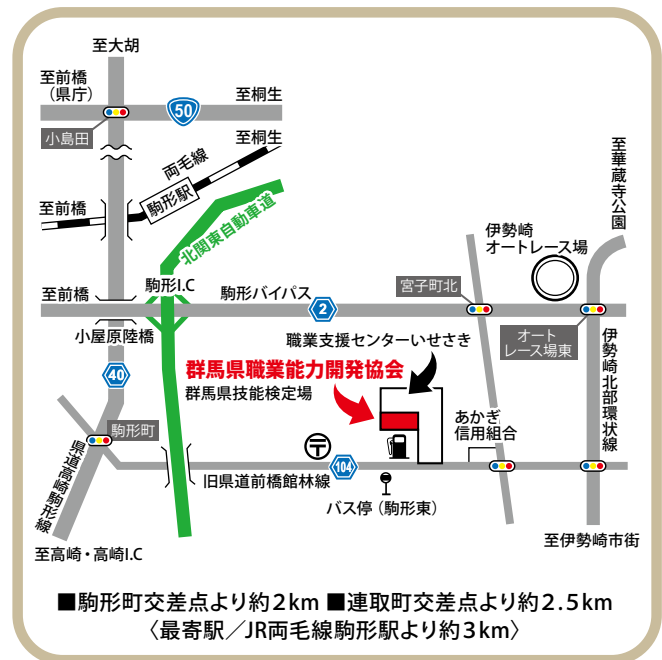 至大胡
至前橋
（県庁）
50
至桐生
小島田
至桐生
両毛線
駒形駅
至前橋
北関東自動車道
至華蔵寺公園
伊勢崎
オートレース場
駒形I.C
至前橋
駒形バイパス
2
宮子町北
小屋原陸橋
オート
レース場東
職業支援センターいせさき
伊勢崎北部環状線
群馬県職業能力開発協会
群馬県技能検定場
40
駒形町
あかぎ
信用組合
県道高崎駒形線
旧県道前橋館林線
104
バス停（駒形東）
至高崎・高崎I.C
至伊勢崎市街
■駒形町交差点より約2km ■連取町交差点より約2.5km
〈最寄駅／JR両毛線駒形駅より約3km〉